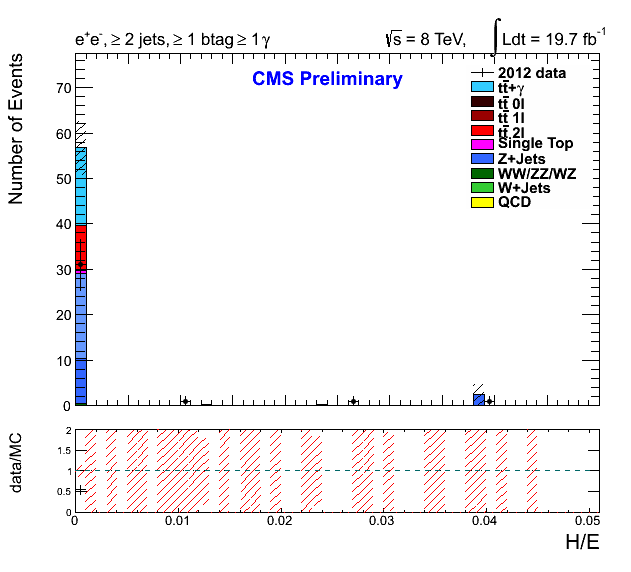 e⁺e⁻, ≥ 2 jets, ≥ 1 btag ≥ 1 γ
√s = 8 TeV, ∫ Ldt = 19.7 fb⁻¹
CMS Preliminary
2012 data
tt̄+γ
tt̄ 0l
tt̄ 1l
tt̄ 2l
Single Top
Z+Jets
WW/ZZ/WZ
W+Jets
QCD
Number of Events
70
60
50
40
30
20
10
0
data/MC
2
1.5
1
0.5
0
0 0.01 0.02 0.03 0.04 0.05
H/E